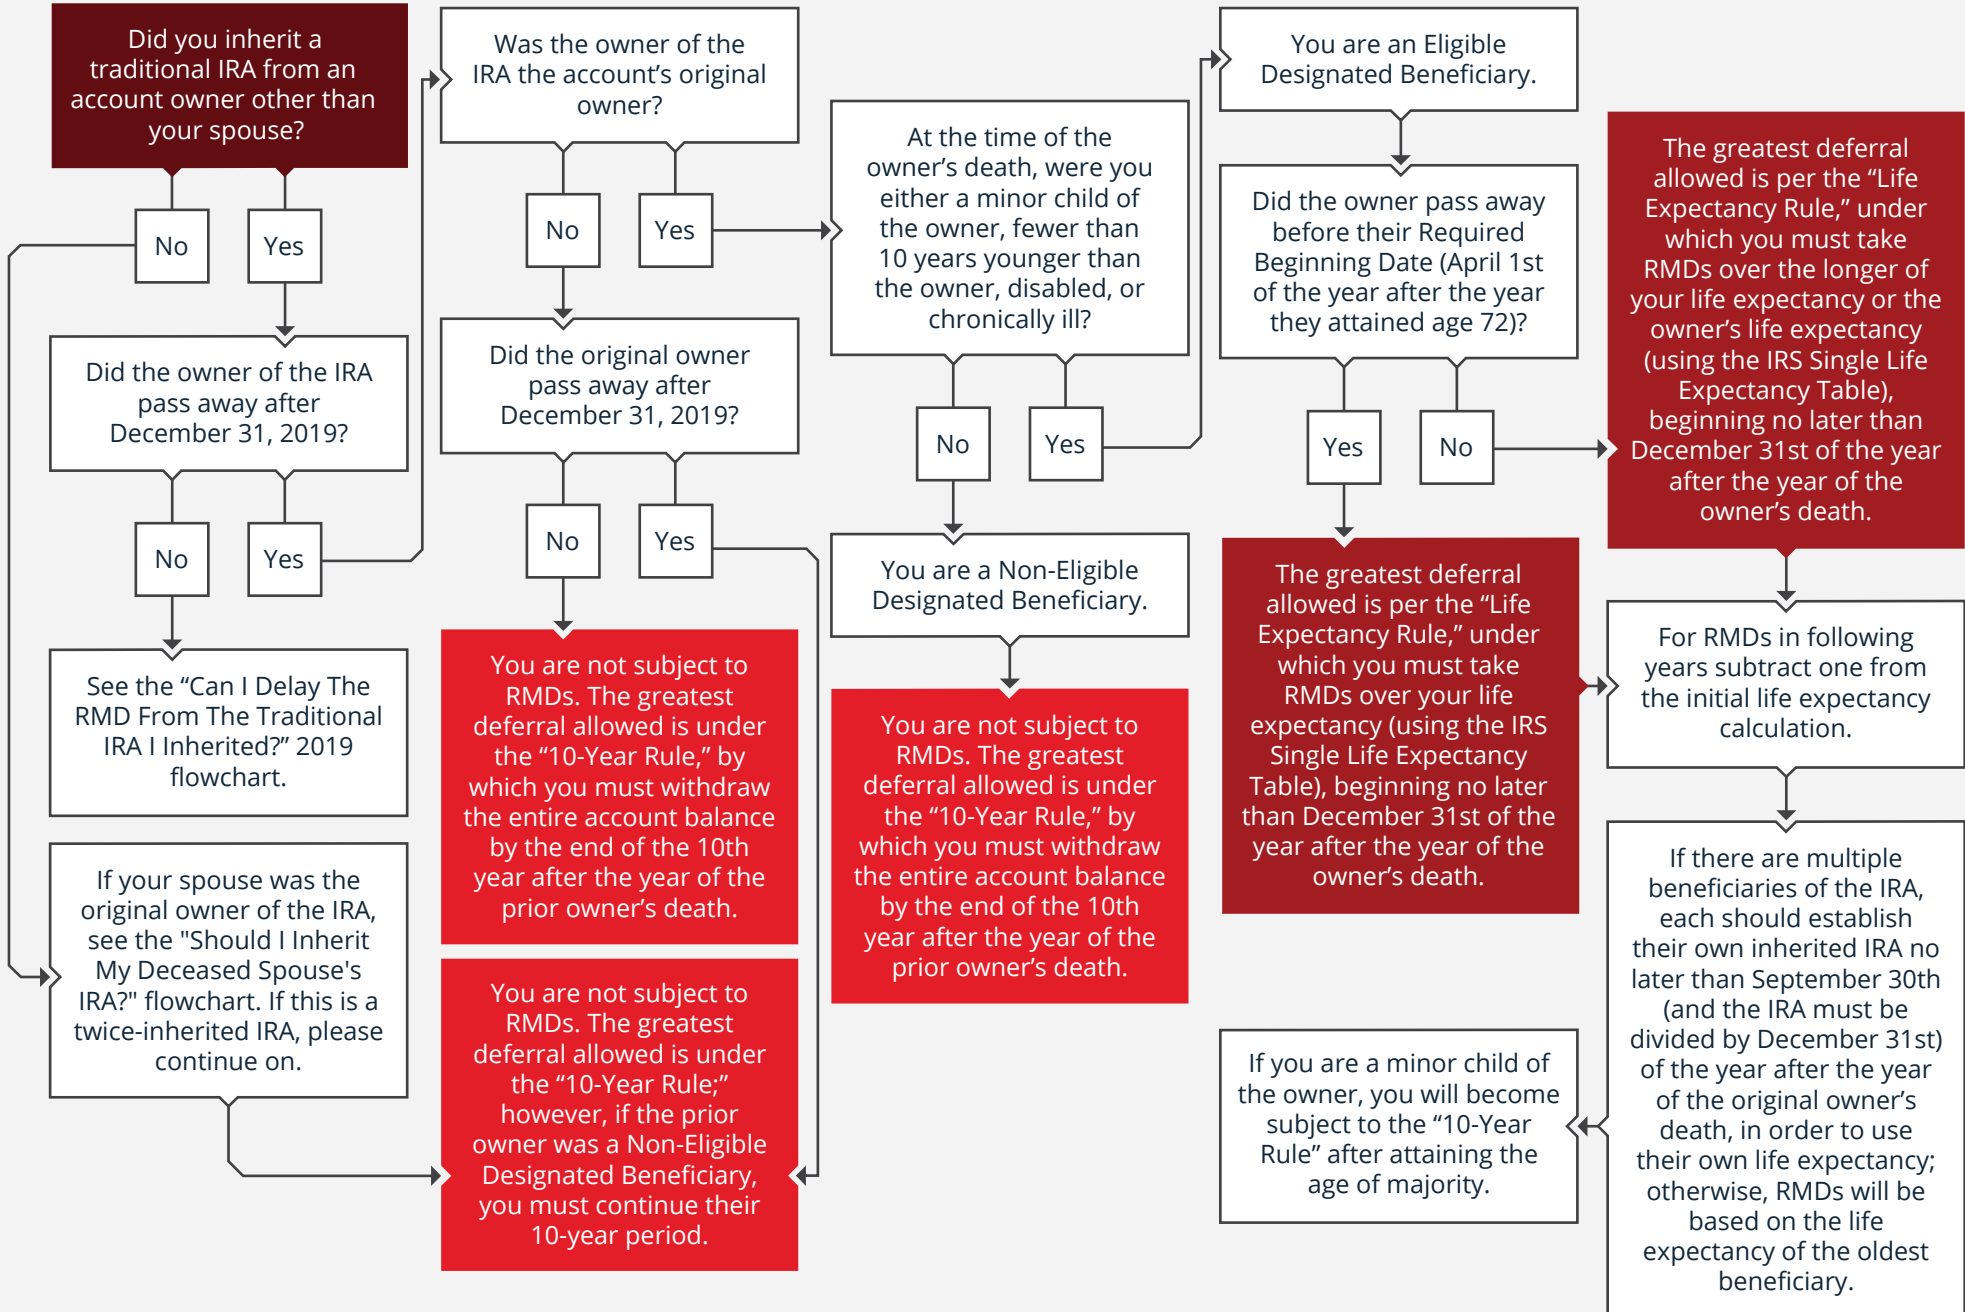 Did you inherit a
traditional IRA from an
account owner other than
your spouse?
No
Yes
Did the owner of the IRA
pass away after
December 31, 2019?
No
Yes
See the “Can I Delay The
RMD From The Traditional
IRA I Inherited?” 2019
flowchart.
If your spouse was the
original owner of the IRA,
see the "Should I Inherit
My Deceased Spouse's
IRA?" flowchart. If this is a
twice-inherited IRA, please
continue on.
Was the owner of the
IRA the account’s original
owner?
No
Yes
Did the original owner
pass away after
December 31, 2019?
No
Yes
You are not subject to
RMDs. The greatest
deferral allowed is under
the “10-Year Rule,” by
which you must withdraw
the entire account balance
by the end of the 10th
year after the year of the
prior owner’s death.
You are not subject to
RMDs. The greatest
deferral allowed is under
the “10-Year Rule;”
however, if the prior
owner was a Non-Eligible
Designated Beneficiary,
you must continue their
10-year period.
At the time of the
owner’s death, were you
either a minor child of
the owner, fewer than
10 years younger than
the owner, disabled, or
chronically ill?
No
Yes
You are a Non-Eligible
Designated Beneficiary.
You are not subject to
RMDs. The greatest
deferral allowed is under
the “10-Year Rule,” by
which you must withdraw
the entire account balance
by the end of the 10th
year after the year of the
prior owner’s death.
You are an Eligible
Designated Beneficiary.
Did the owner pass away
before their Required
Beginning Date (April 1st
of the year after the year
they attained age 72)?
Yes
No
The greatest deferral
allowed is per the “Life
Expectancy Rule,” under
which you must take
RMDs over your life
expectancy (using the IRS
Single Life Expectancy
Table), beginning no later
than December 31st of the
year after the year of the
owner’s death.
The greatest deferral
allowed is per the “Life
Expectancy Rule,” under
which you must take
RMDs over the longer of
your life expectancy or the
owner’s life expectancy
(using the IRS Single Life
Expectancy Table),
beginning no later than
December 31st of the year
after the year of the
owner’s death.
For RMDs in following
years subtract one from
the initial life expectancy
calculation.
If there are multiple
beneficiaries of the IRA,
each should establish
their own inherited IRA no
later than September 30th
(and the IRA must be
divided by December 31st)
of the year after the year
of the original owner’s
death, in order to use
their own life expectancy;
otherwise, RMDs will be
based on the life
expectancy of the oldest
beneficiary.
If you are a minor child of
the owner, you will become
subject to the “10-Year
Rule” after attaining the
age of majority.